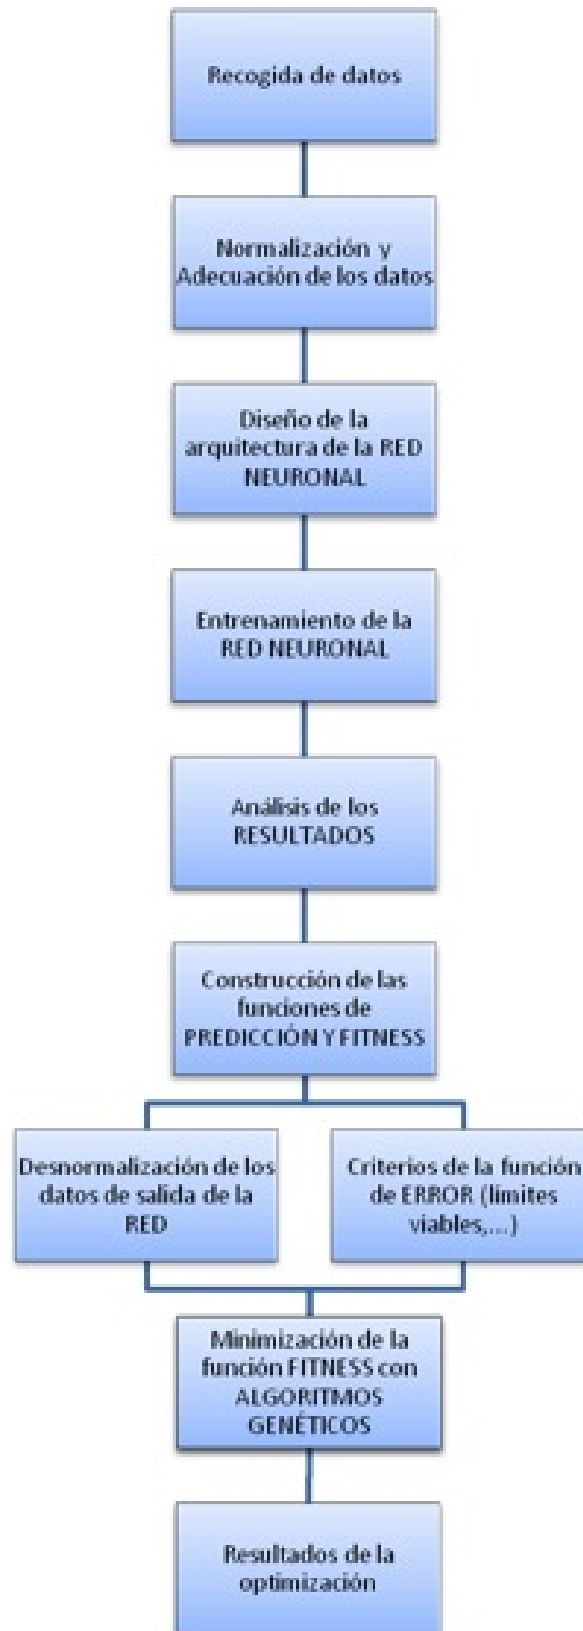 Recogida de datos
Normalización y
Adecuación de los datos
Diseño de la
arquitectura de la RED
NEURONAL
Entrenamiento de la
RED NEURONAL
Análisis de los
RESULTADOS
Construcción de las
funciones de
PREDICCIÓN Y FITNESS
Desnormalización de los
datos de salida de la
RED
Criterios de la función
de ERROR (limites
viables,...)
Minimización de la
función FITNESS con
ALGORITMOS
GENÉTICOS
Resultados de la
optimización